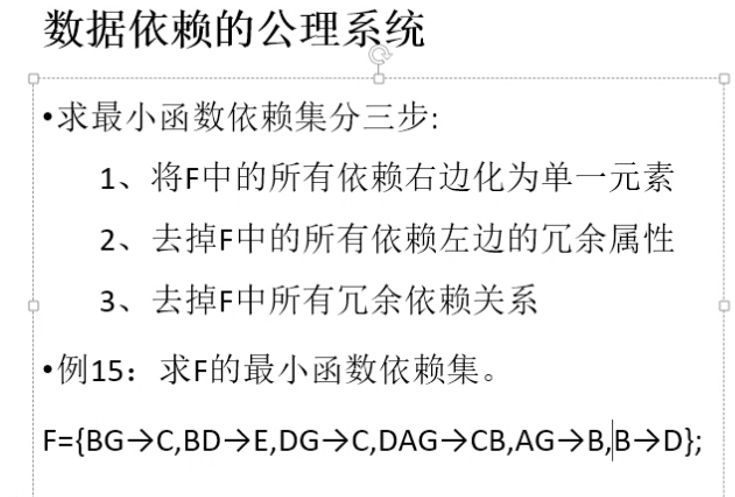 数据依赖的公理系统
•求最小函数依赖集分三步:
1、将F中的所有依赖右边化为单一元素
2、去掉F中的所有依赖左边的冗余属性
3、去掉F中所有冗余依赖关系
•例15：求F的最小函数依赖集。
F={BG→C,BD→E,DG→C,DAG→CB,AG→B,B→D};